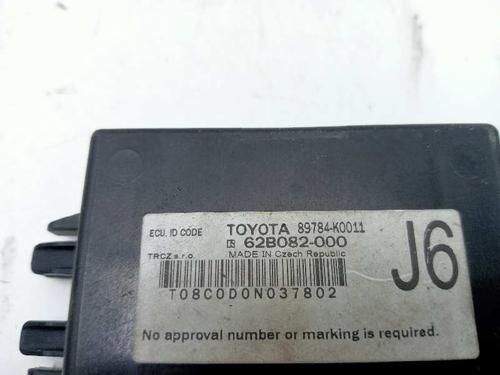 ECU. ID CODE TOYOTA 89784-K0011
62B082-000
TRCZ s.r.o. MADE IN Czech Republic
J6
T08C0D0N037802
No approval number or marking is required.